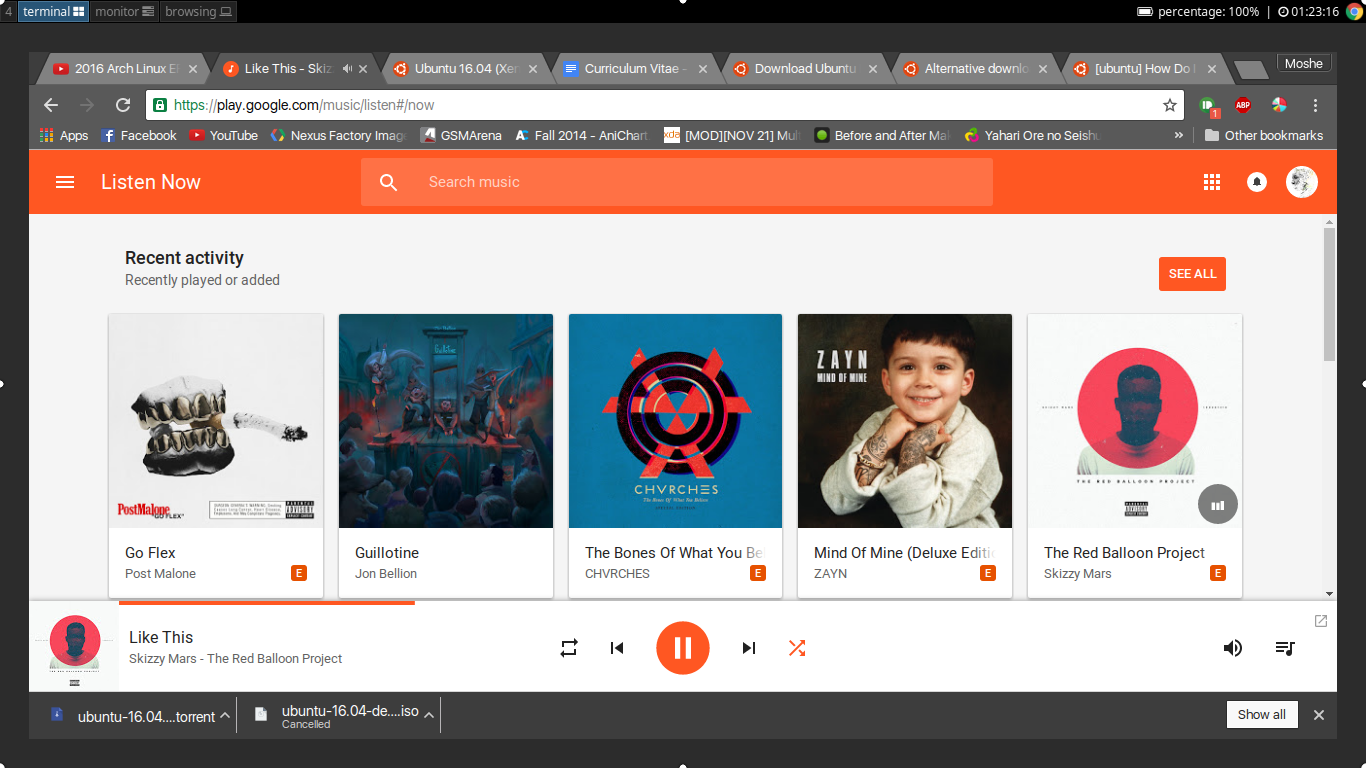 4 terminal monitor browsing percentage: 100% | 01:23:16
2016 Arch Linux E Like This - Skiz Ubuntu 16.04 (Xer Curriculum Vitae - Download Ubuntu Alternative downlo [ubuntu] How Do I Moshe
https://play.google.com/music/listen#/now ABP 1
Apps Facebook YouTube Nexus Factory Imag GSMArena Fall 2014 - AniChart xda [MOD][NOV 21] Mult Before and After Mak Yahari Ore no Seishu » Other bookmarks
Listen Now Search music
Recent activity
Recently played or added
SEE ALL
PostMalone
GO FLEX
Guillotine
CHVRCHES
The Bones Of What You Believe
ZAYN
MIND OF MINE
SKIZZY MARS
THE RED BALLOON PROJECT
Go Flex
Post Malone E
Guillotine
Jon Bellion
The Bones Of What You Be
CHVRCHES E
Mind Of Mine (Deluxe Editi
ZAYN E
The Red Balloon Project
Skizzy Mars E
Like This
Skizzy Mars - The Red Balloon Project
ubuntu-16.04....torrent
ubuntu-16.04-de....iso
Cancelled
Show all